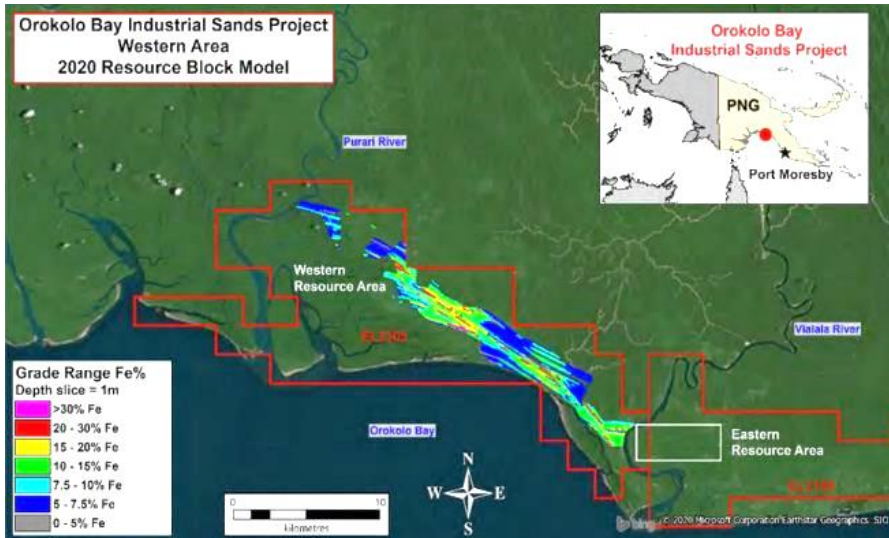 Orokolo Bay Industrial Sands Project
Western Area
2020 Resource Block Model
Orokolo Bay
Industrial Sands Project
PNG
Port Moresby
Purari River
Western
Resource Area
Vialala River
Grade Range Fe%
Depth slice = 1m
>30% Fe
20 - 30% Fe
15 - 20% Fe
10 - 15% Fe
7.5 - 10% Fe
5 - 7.5% Fe
0 - 5% Fe
Orokolo Bay
Eastern
Resource Area
N
W E
S
0 10
kilometres
bing
© 2020 Microsoft Corporation Earthstar Geographics SIO